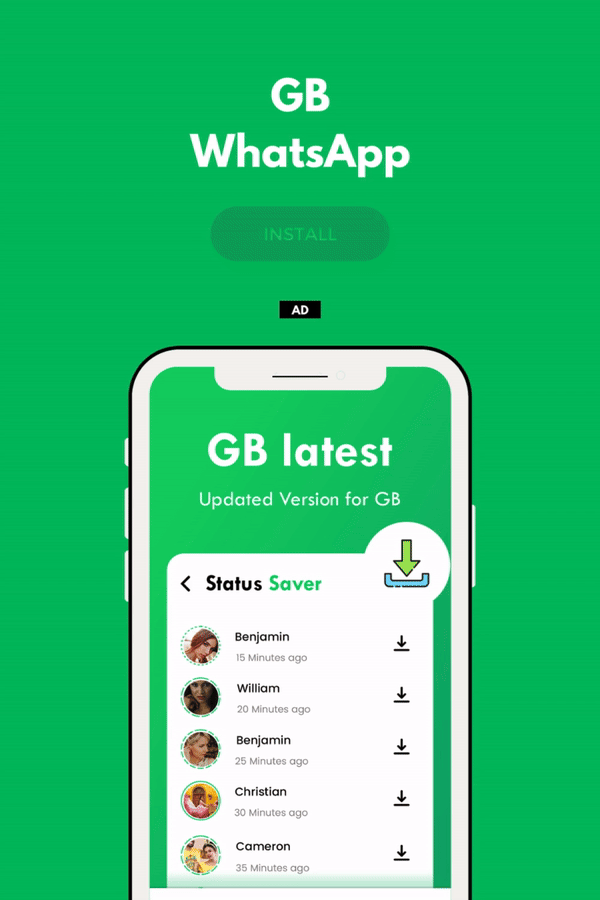 GB
WhatsApp
INSTALL
AD
GB latest
Updated Version for GB
Status Saver
Benjamin
15 Minutes ago
William
20 Minutes ago
Benjamin
25 Minutes ago
Christian
30 Minutes ago
Cameron
35 Minutes ago